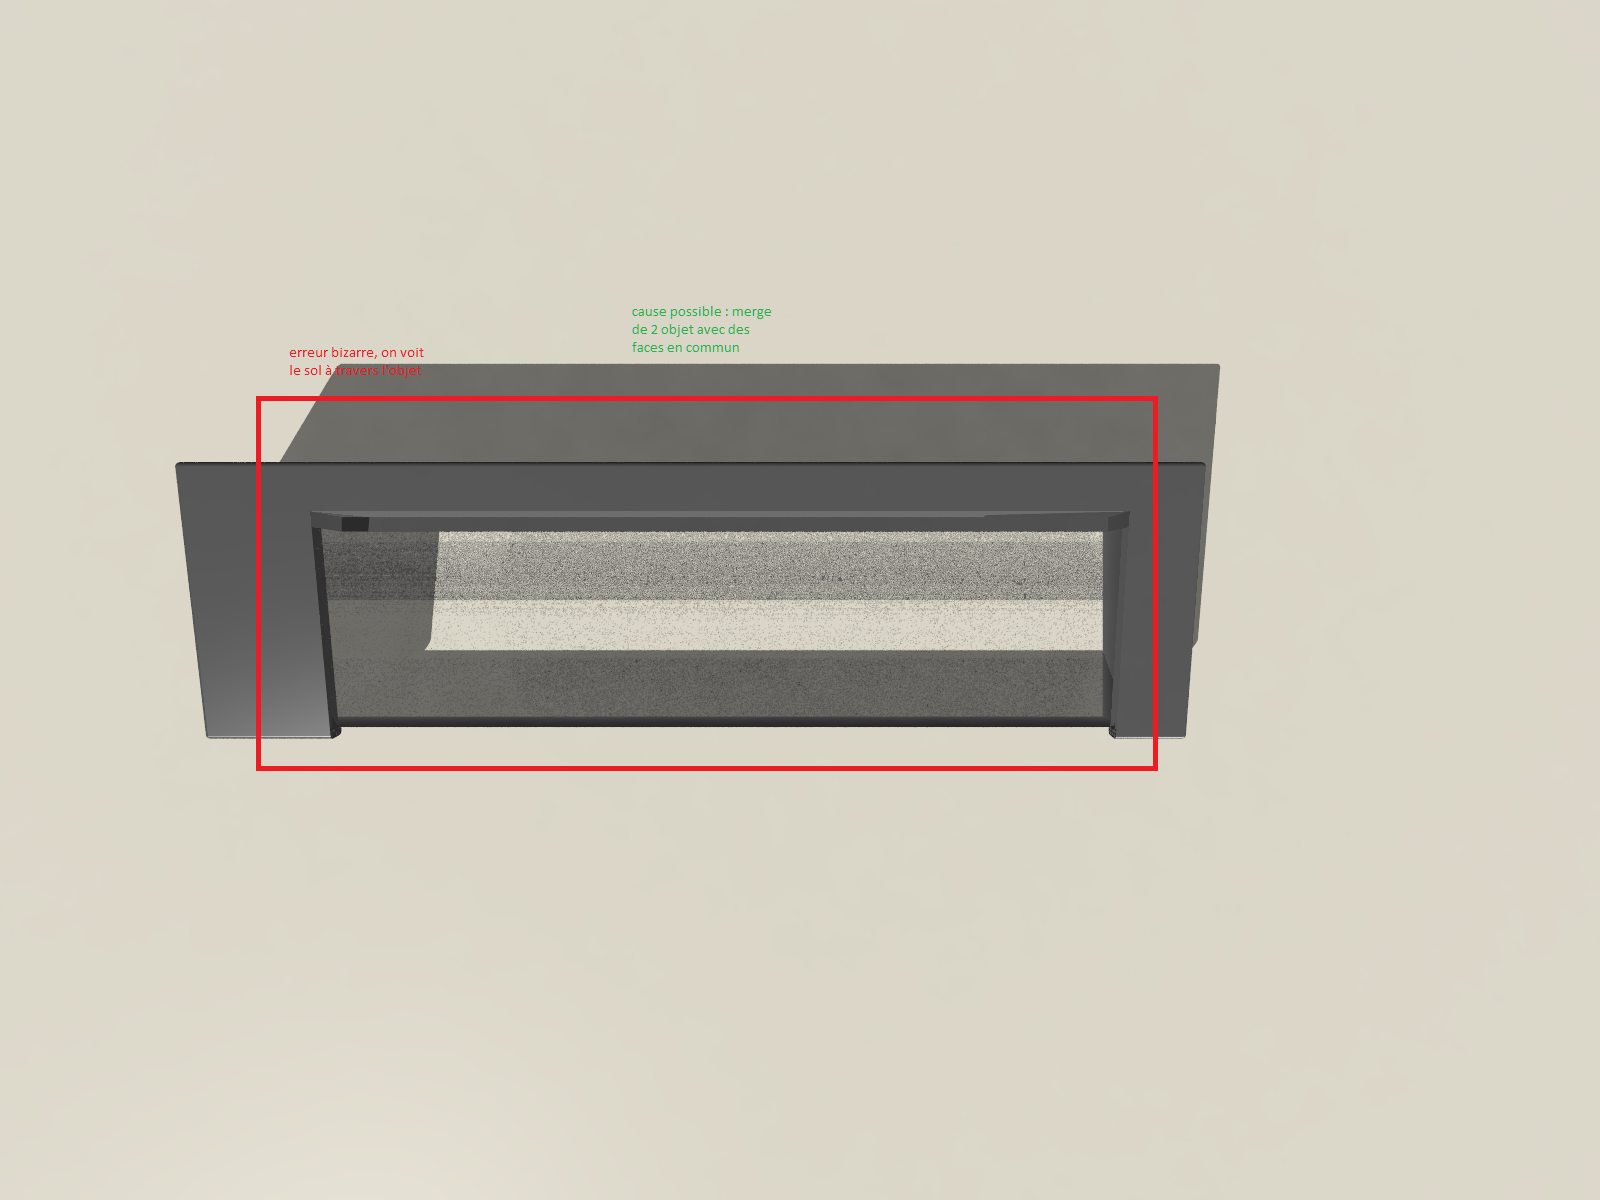 cause possible : merge
de 2 objet avec des
faces en commun
erreur bizarre, on voit
le sol à travers l'objet